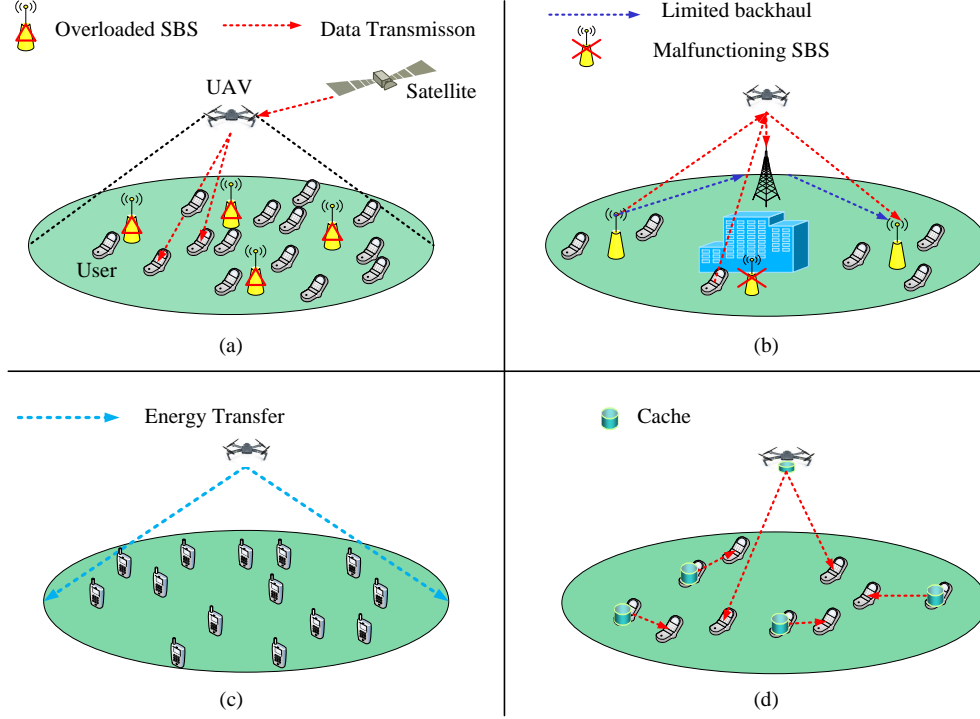 Overloaded SBS
Data Transmisson
UAV
Satellite
User
(a)
Limited backhaul
Malfunctioning SBS
(b)
Energy Transfer
(c)
Cache
(d)